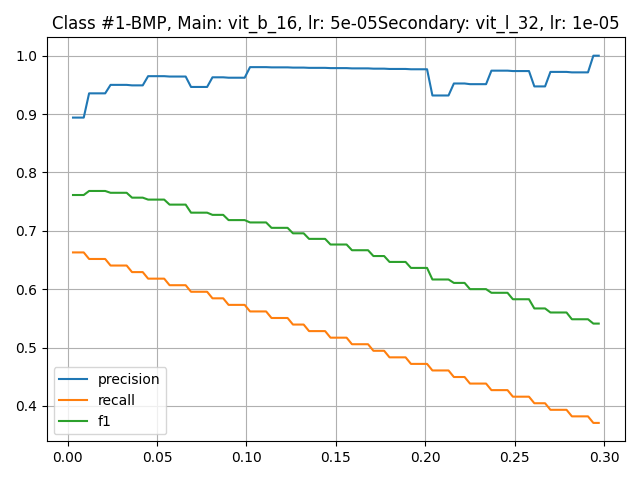 Class #1-BMP, Main: vit_b_16, lr: 5e-05Secondary: vit_l_32, lr: 1e-05
1.0
0.9
0.8
0.7
0.6
0.5
0.4
precision
recall
f1
0.00 0.05 0.10 0.15 0.20 0.25 0.30